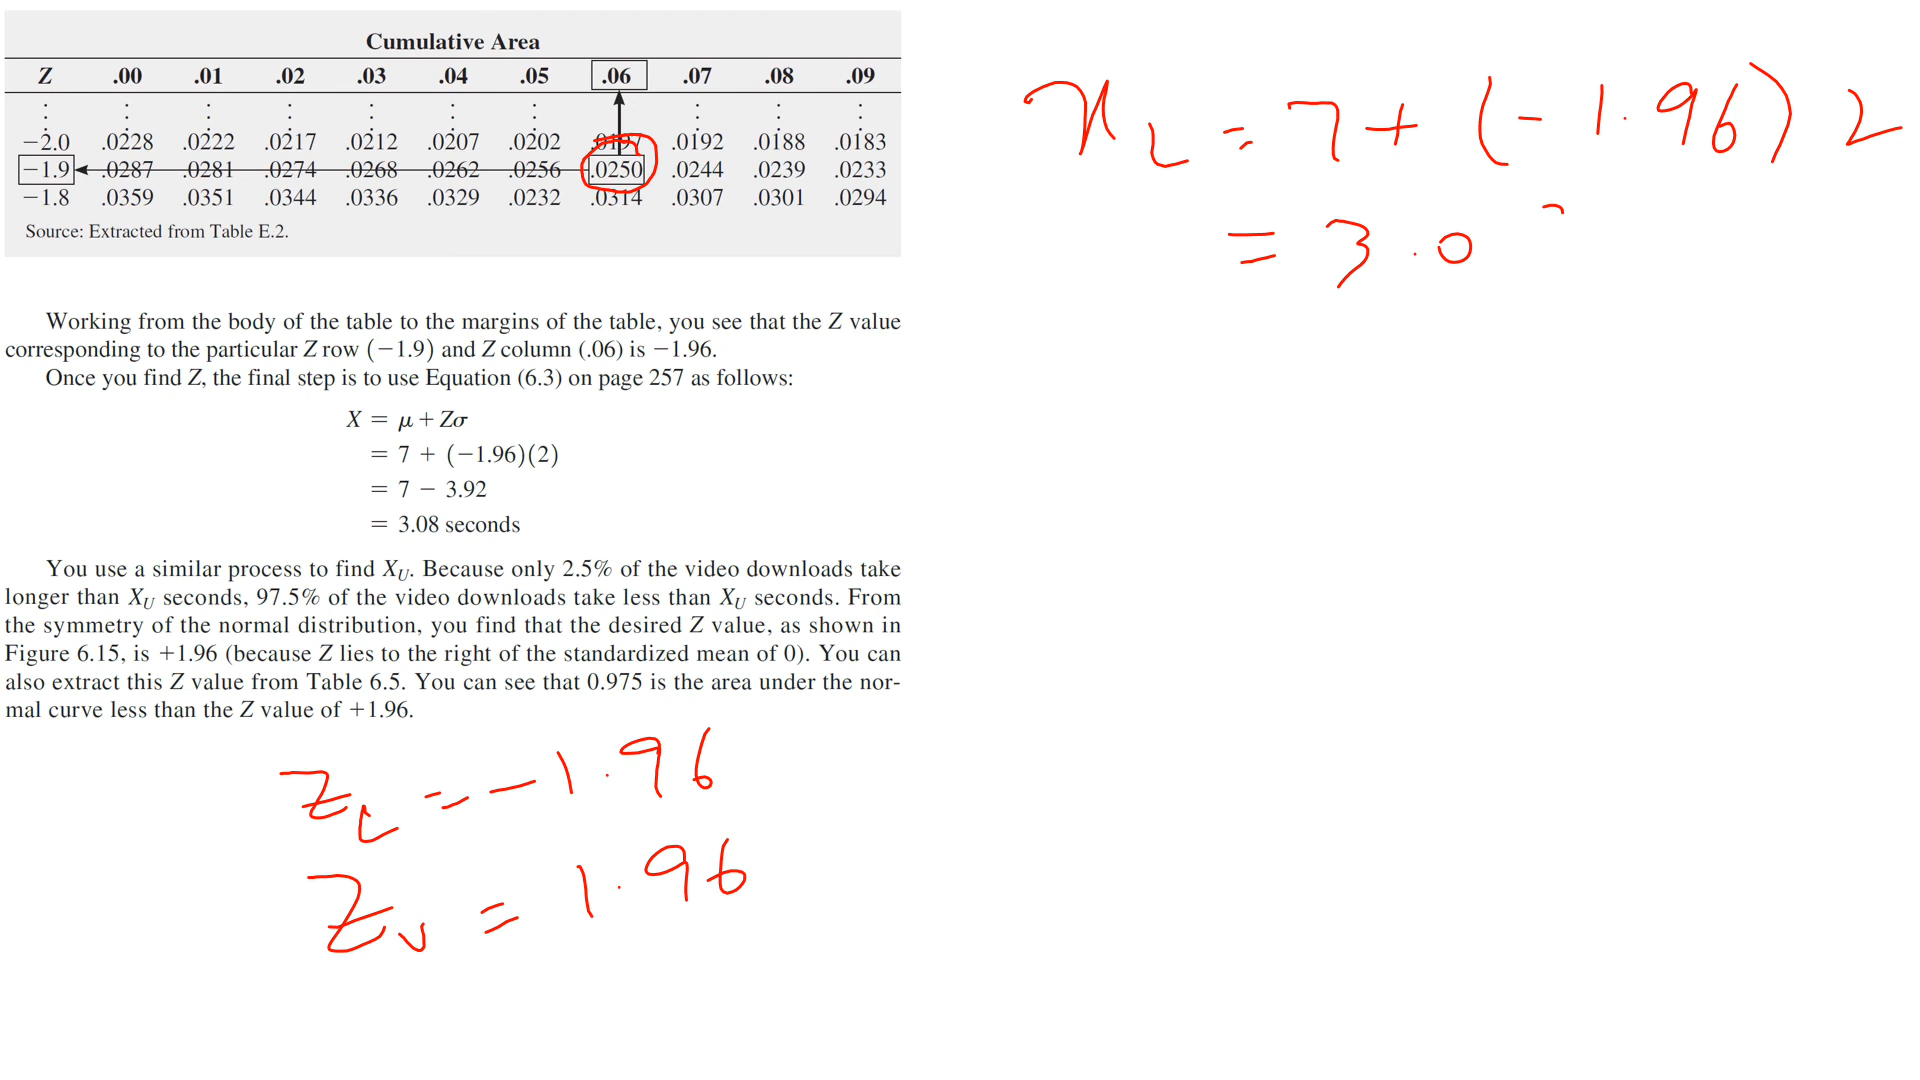 Cumulative Area
Z .00 .01 .02 .03 .04 .05 .06 .07 .08 .09
−2.0 .0228 .0222 .0217 .0212 .0207 .0202 .0197 .0192 .0188 .0183
−1.9 .0287 .0281 .0274 .0268 .0262 .0256 .0250 .0244 .0239 .0233
−1.8 .0359 .0351 .0344 .0336 .0329 .0232 .0314 .0307 .0301 .0294
Source: Extracted from Table E.2.
Working from the body of the table to the margins of the table, you see that the Z value
corresponding to the particular Z row (−1.9) and Z column (.06) is −1.96.
Once you find Z, the final step is to use Equation (6.3) on page 257 as follows:
X = μ + Zσ
= 7 + (−1.96)(2)
= 7 − 3.92
= 3.08 seconds
You use a similar process to find X_U. Because only 2.5% of the video downloads take
longer than X_U seconds, 97.5% of the video downloads take less than X_U seconds. From
the symmetry of the normal distribution, you find that the desired Z value, as shown in
Figure 6.15, is +1.96 (because Z lies to the right of the standardized mean of 0). You can
also extract this Z value from Table 6.5. You can see that 0.975 is the area under the nor-
mal curve less than the Z value of +1.96.
Z_L = −1.96
Z_U = 1.96
x_L = 7 + (−1.96) 2
= 3.0